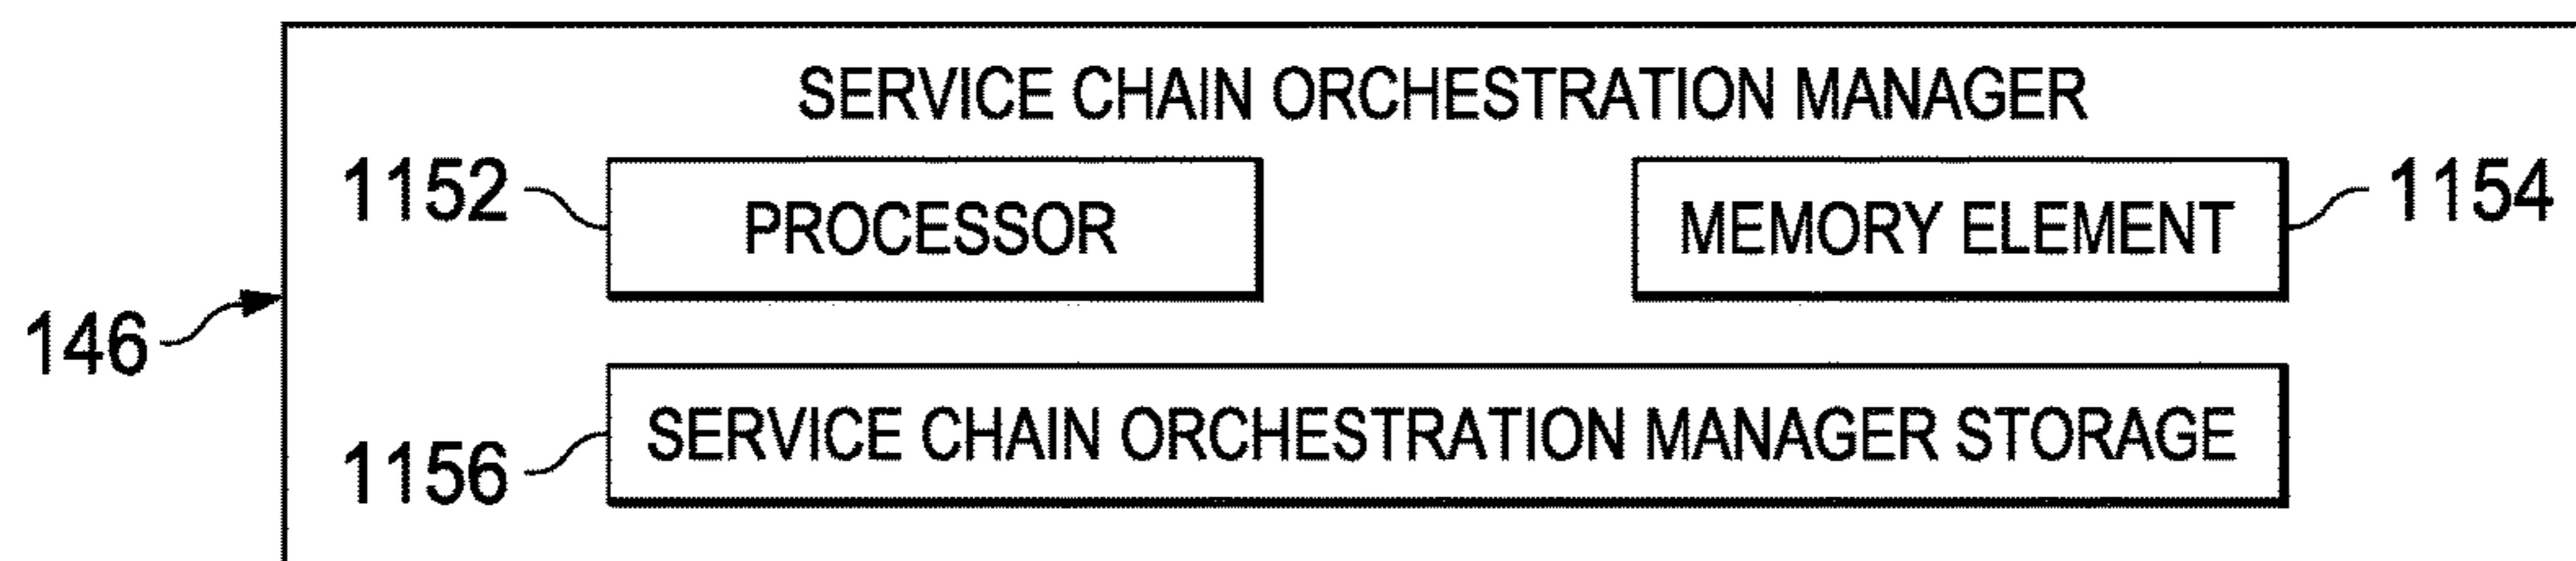 SERVICE CHAIN ORCHESTRATION MANAGER
1152 PROCESSOR MEMORY ELEMENT 1154
146
1156 SERVICE CHAIN ORCHESTRATION MANAGER STORAGE